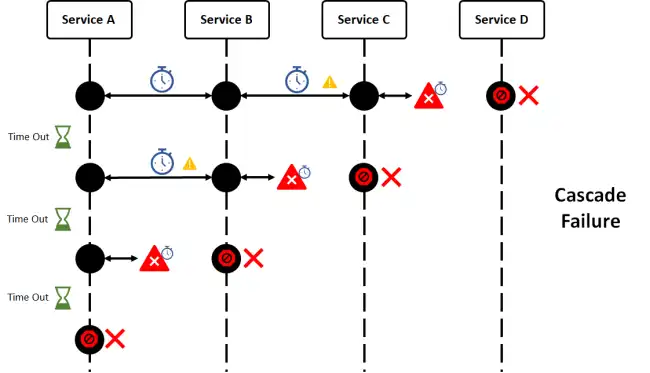 Service A
Service B
Service C
Service D
Time Out
Time Out
Cascade
Failure
Time Out